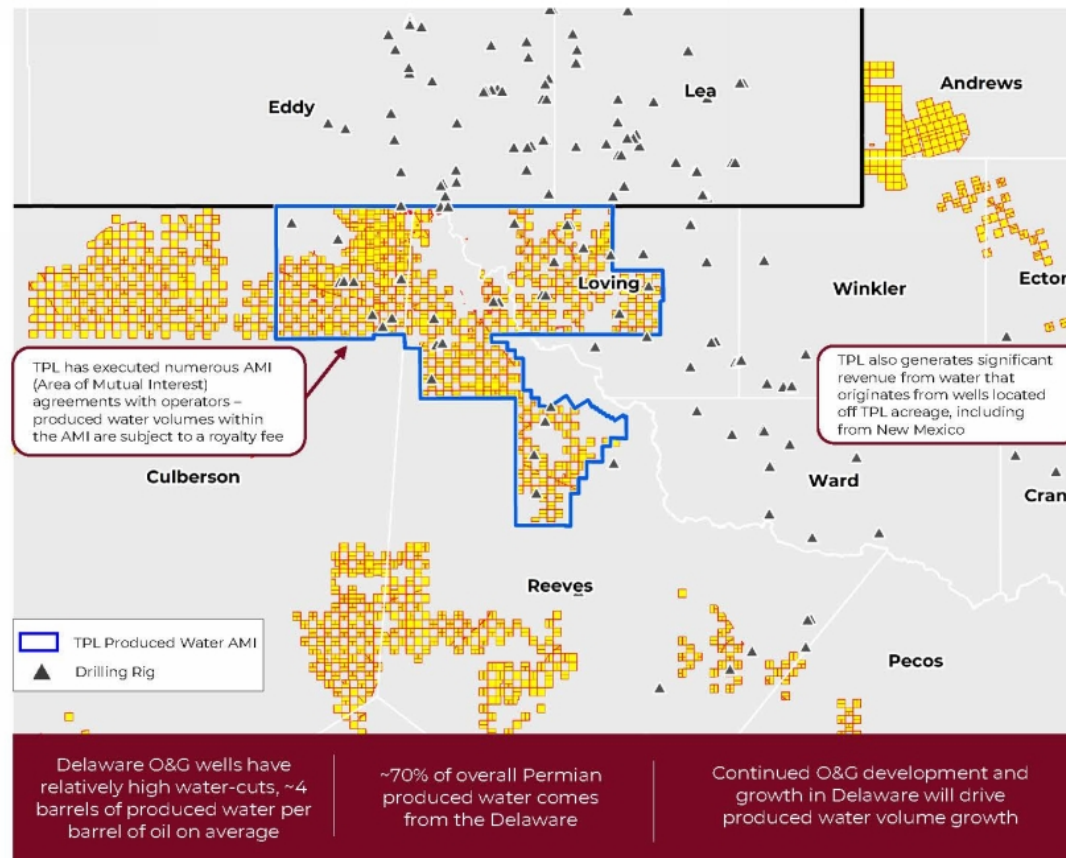 Andrews
Eddy
Lea
Ector
Loving
Winkler
TPL has executed numerous AMI
(Area of Mutual Interest)
agreements with operators –
produced water volumes within
the AMI are subject to a royalty fee
TPL also generates significant
revenue from water that
originates from wells located
off TPL acreage, including
from New Mexico
Culberson
Ward
Cran
Reeves
TPL Produced Water AMI
Drilling Rig
Pecos
Delaware O&G wells have
relatively high water-cuts, ~4
barrels of produced water per
barrel of oil on average
~70% of overall Permian
produced water comes
from the Delaware
Continued O&G development and
growth in Delaware will drive
produced water volume growth